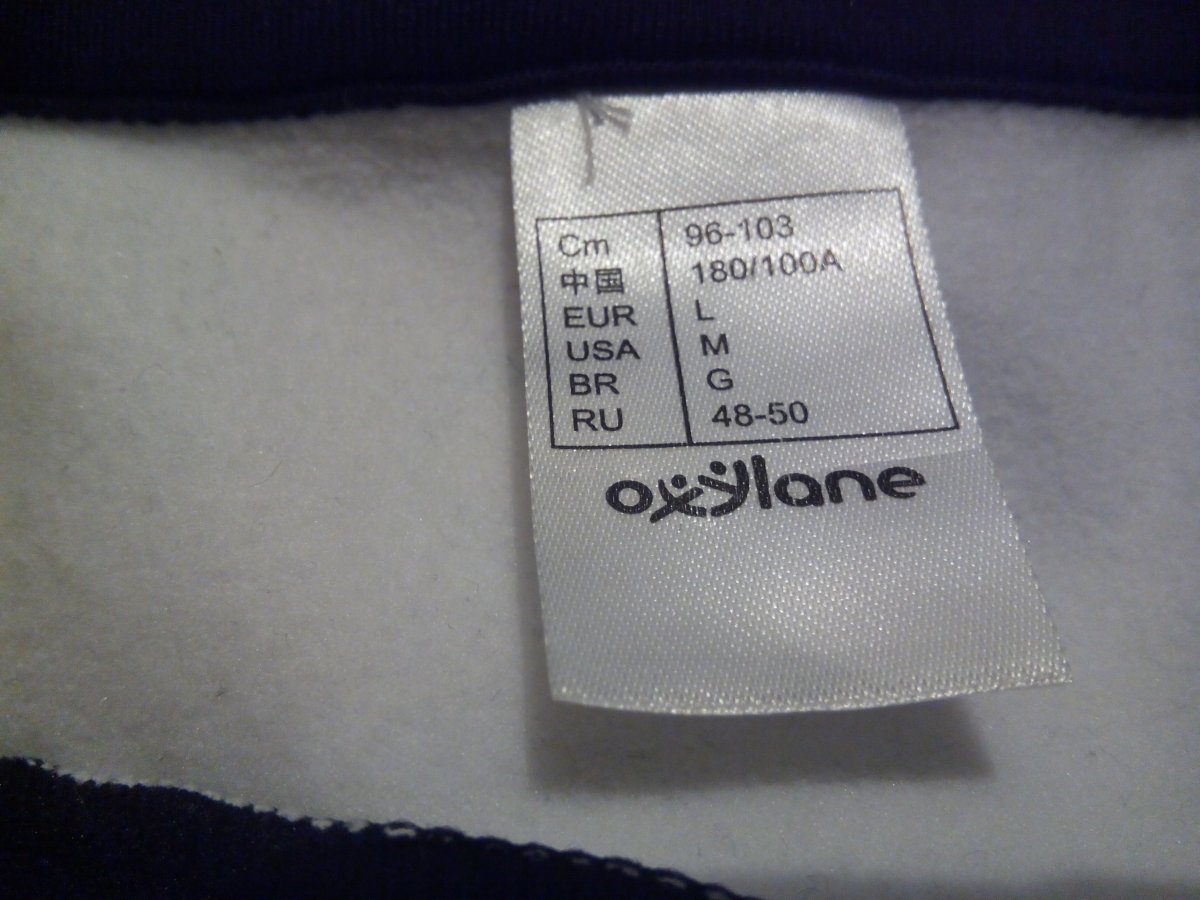 Cm 96-103
中国 180/100A
EUR L
USA M
BR G
RU 48-50
oxylane